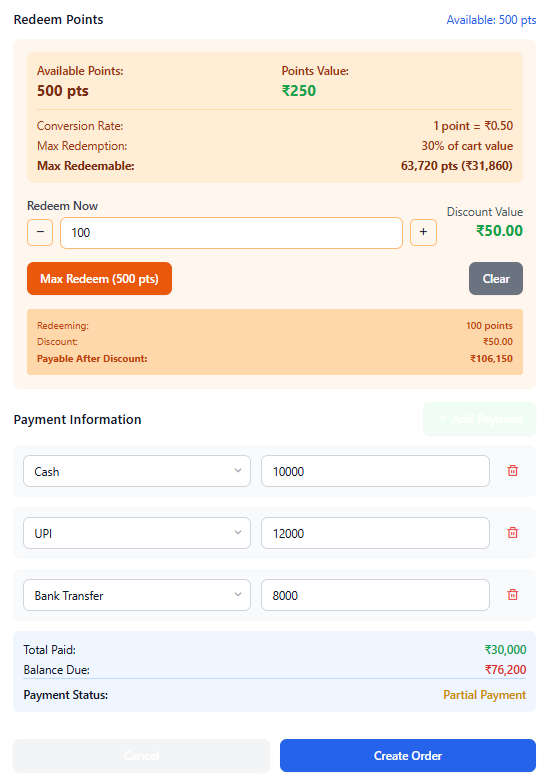 Redeem Points Available: 500 pts
Available Points: Points Value:
500 pts ₹250
Conversion Rate: 1 point = ₹0.50
Max Redemption: 30% of cart value
Max Redeemable: 63,720 pts (₹31,860)
Redeem Now Discount Value
− 100 + ₹50.00
Max Redeem (500 pts) Clear
Redeeming: 100 points
Discount: ₹50.00
Payable After Discount: ₹106,150
Payment Information + Add Payment
Cash 10000
UPI 12000
Bank Transfer 8000
Total Paid: ₹30,000
Balance Due: ₹76,200
Payment Status: Partial Payment
Cancel Create Order